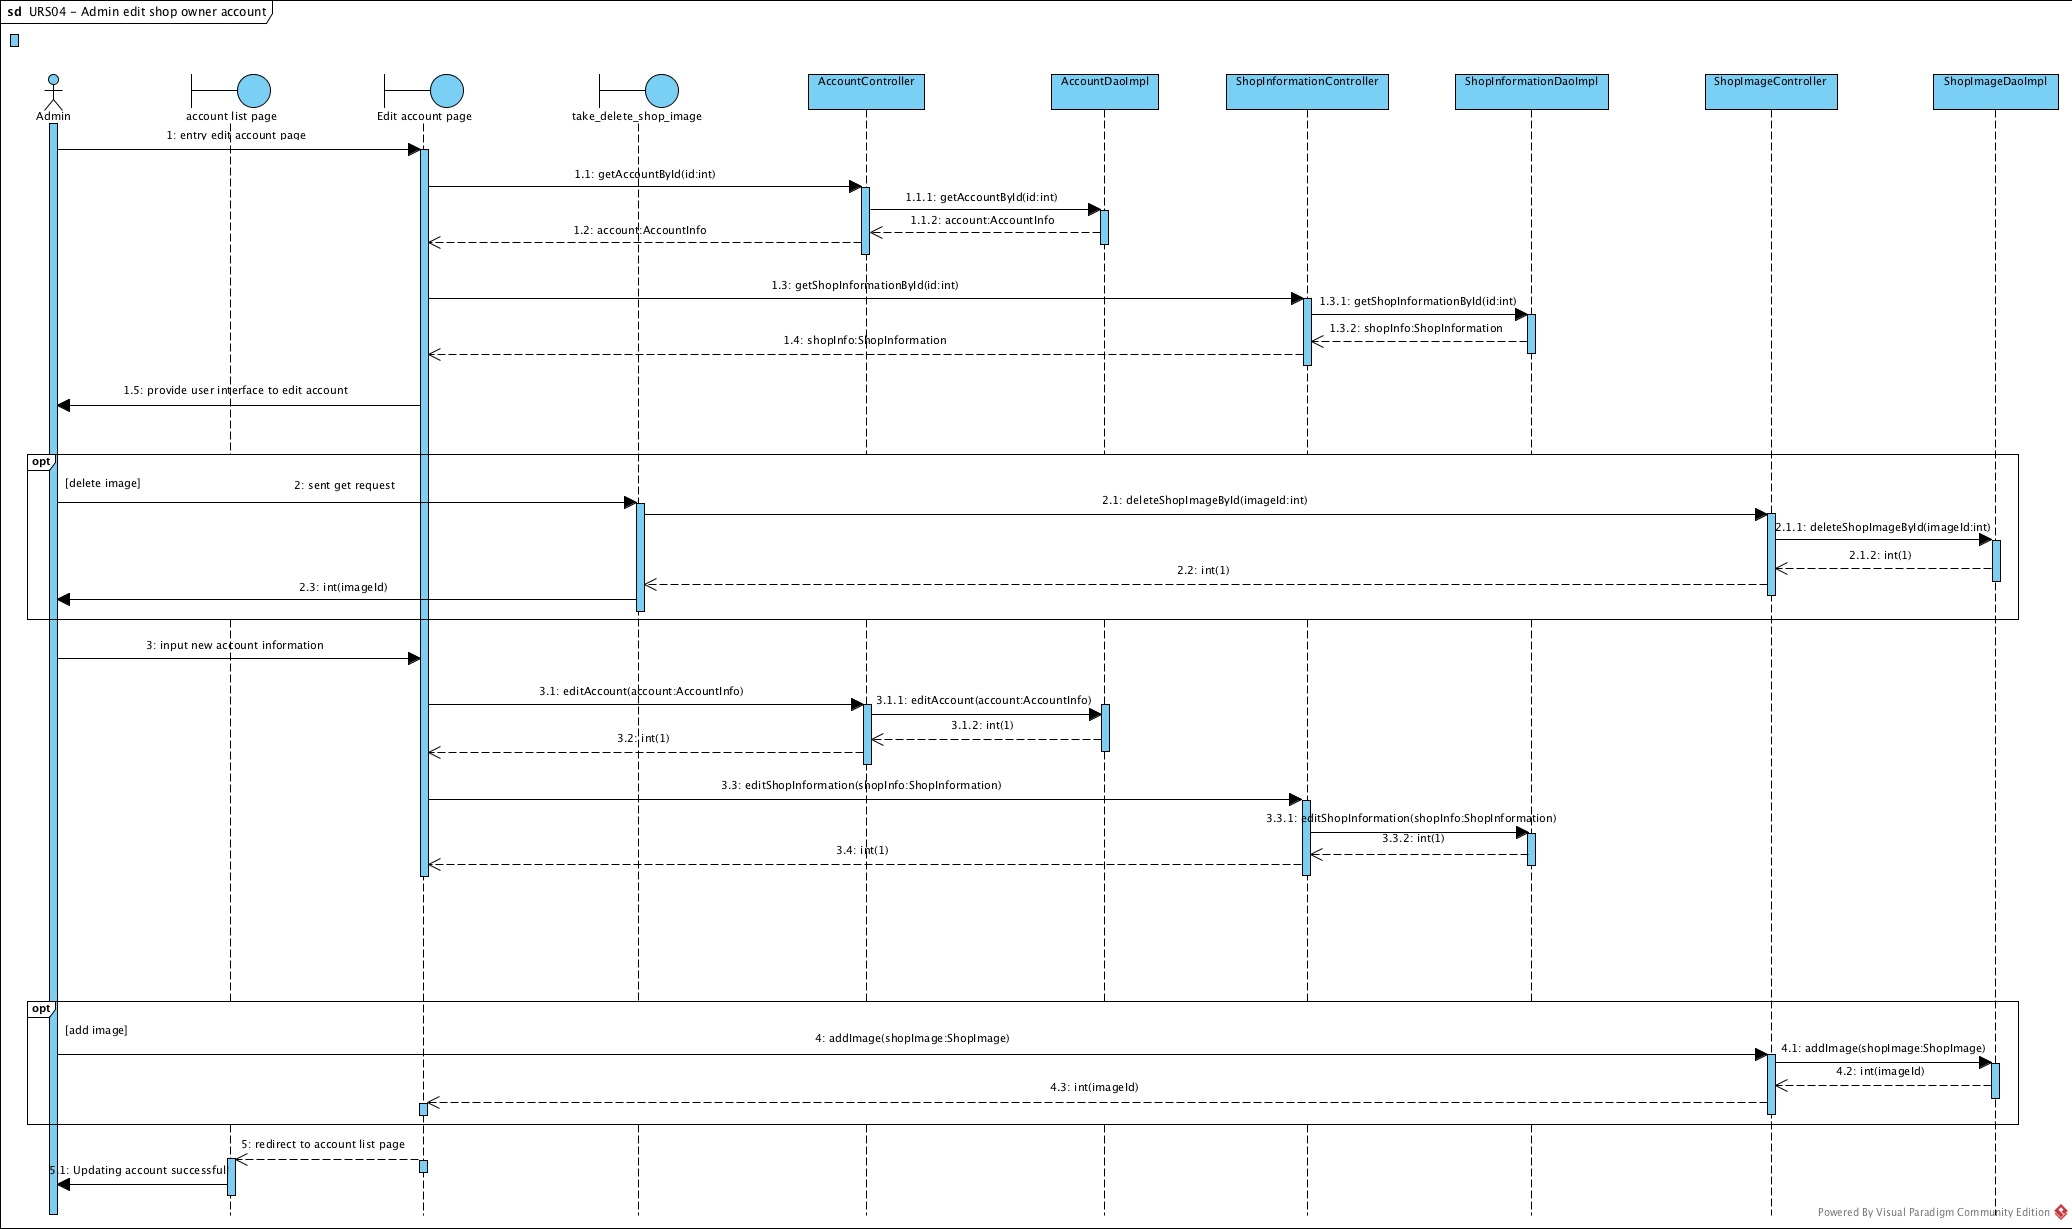 sd URS04 - Admin edit shop owner account
Admin
account list page
Edit account page
take_delete_shop_image
AccountController
AccountDaoImpl
ShopInformationController
ShopInformationDaoImpl
ShopImageController
ShopImageDaoImpl
1: entry edit account page
1.1: getAccountById(id:int)
1.1.1: getAccountById(id:int)
1.1.2: account:AccountInfo
1.2: account:AccountInfo
1.3: getShopInformationById(id:int)
1.3.1: getShopInformationById(id:int)
1.3.2: shopInfo:ShopInformation
1.4: shopInfo:ShopInformation
1.5: provide user interface to edit account
opt
[delete image]
2: sent get request
2.1: deleteShopImageById(imageId:int)
2.1.1: deleteShopImageById(imageId:int)
2.1.2: int(1)
2.2: int(1)
2.3: int(imageId)
3: input new account information
3.1: editAccount(account:AccountInfo)
3.1.1: editAccount(account:AccountInfo)
3.1.2: int(1)
3.2: int(1)
3.3: editShopInformation(shopInfo:ShopInformation)
3.3.1: editShopInformation(shopInfo:ShopInformation)
3.3.2: int(1)
3.4: int(1)
opt
[add image]
4: addImage(shopImage:ShopImage)
4.1: addImage(shopImage:ShopImage)
4.2: int(imageId)
4.3: int(imageId)
5: redirect to account list page
5.1: Updating account successful
Powered By Visual Paradigm Community Edition